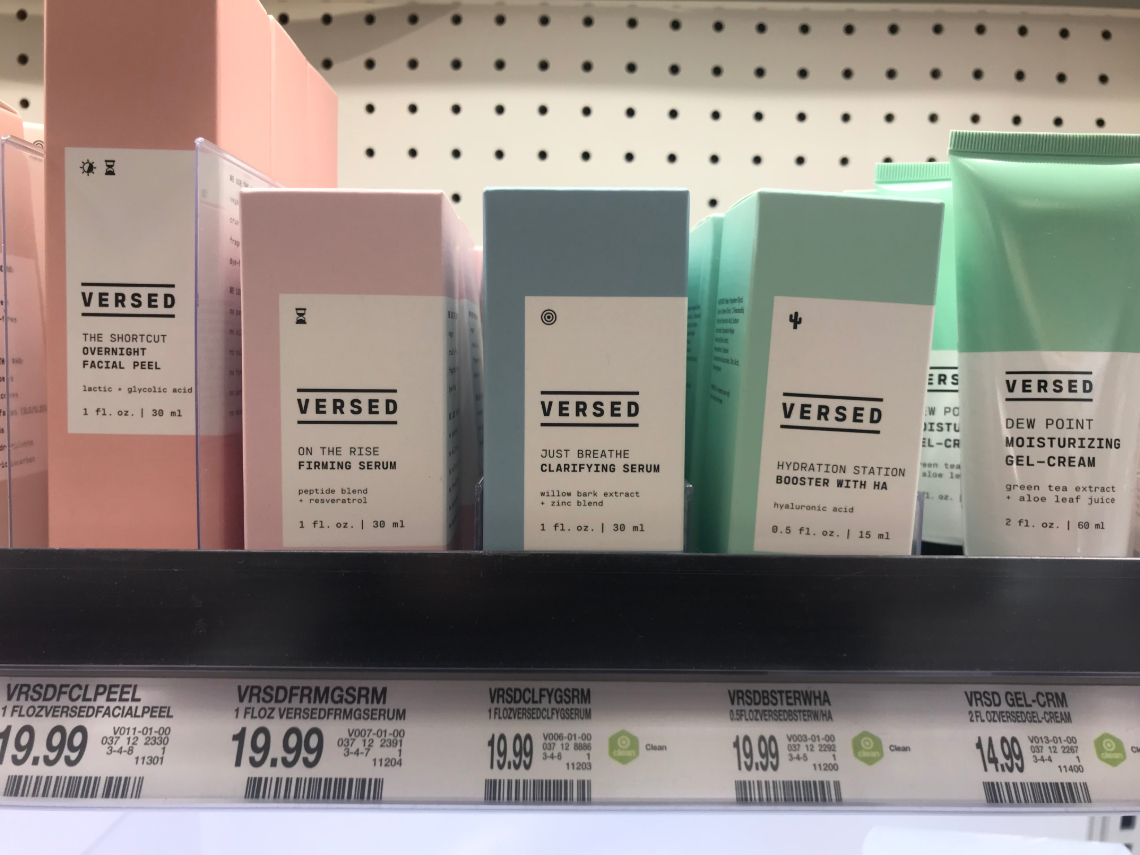 VERSED
THE SHORTCUT
OVERNIGHT
FACIAL PEEL
lactic + glycolic acid
1 fl. oz. | 30 ml
VERSED
ON THE RISE
FIRMING SERUM
peptide blend
+ resveratrol
1 fl. oz. | 30 ml
VERSED
JUST BREATHE
CLARIFYING SERUM
willow bark extract
+ zinc blend
1 fl. oz. | 30 ml
VERSED
HYDRATION STATION
BOOSTER WITH HA
hyaluronic acid
0.5 fl. oz. | 15 ml
VERSED
DEW POINT
MOISTURIZING
GEL-CREAM
green tea extract
+ aloe leaf juice
2 fl. oz. | 60 ml
VRSDFCLPEEL
1 FLOZVERSEDFACIALPEEL
19.99
V011-01-00
037 12 2330
3-4-8 1
11301
VRSDFRMGSRM
1 FLOZ VERSEDFRMGSERUM
19.99
V007-01-00
037 12 2391
3-4-7 1
11204
VRSDCLFYGSRM
1 FLOZVERSEDCLFYGSERUM
19.99
V006-01-00
037 12 8886
3-4-6 1
11203
clean
Clean
VRSDBSTERWHA
0.5FLOZVERSEDBSTERW/HA
19.99
V003-01-00
037 12 2292
3-4-5 1
11200
clean
Clean
VRSD GEL-CRM
2 FL OZVERSEDGEL-CREAM
14.99
V013-01-00
037 12 2267
3-4-4 1
11400
clean